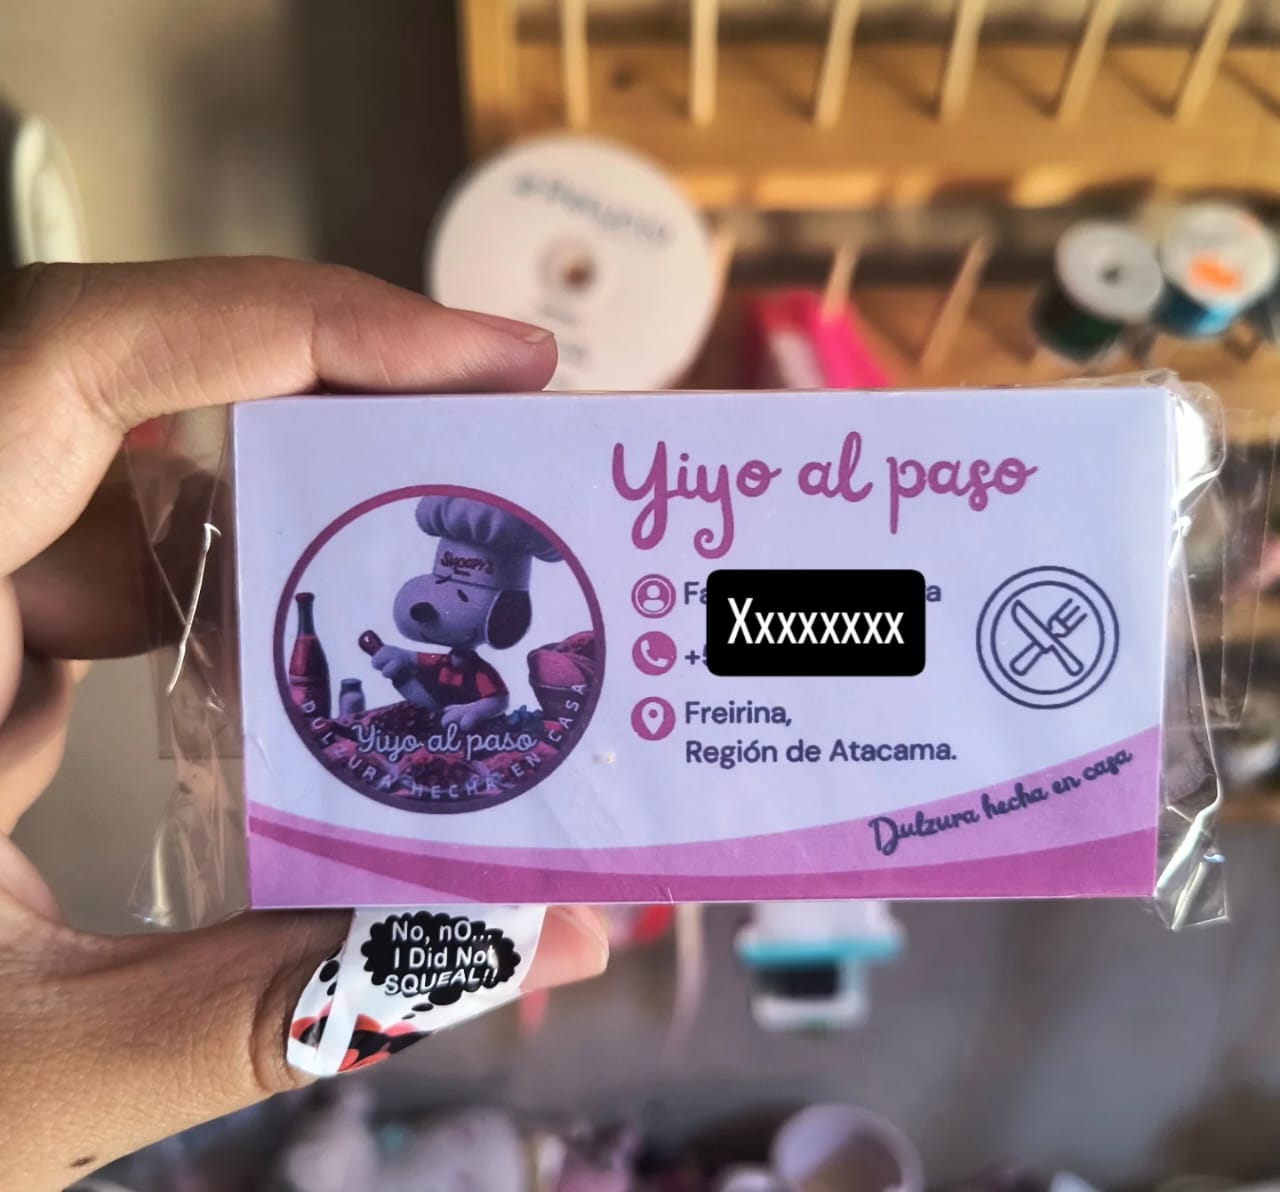 Yiyo al paso
SNOOPY'S
Yiyo al paso
DULZURA HECHA EN CASA
Xxxxxxxx
Freirina,
Región de Atacama.
Dulzura hecha en casa
No, nO...
I Did Not
SQUEAL!!